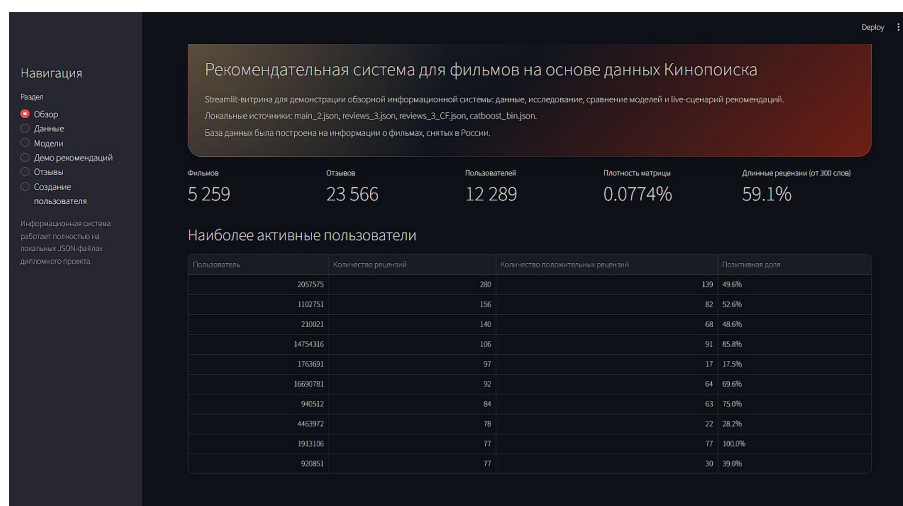 Deploy
Навигация
Раздел
Обзор
Данные
Модели
Демо рекомендаций
Отзывы
Создание
пользователя
Информационная система
работает полностью на
локальных JSON-файлах
дипломного проекта.
Рекомендательная система для фильмов на основе данных Кинопоиска
Streamlit-витрина для демонстрации обзорной информационной системы: данные, исследование, сравнение моделей и live-сценарий рекомендаций.
Локальные источники: main_2.json, reviews_3.json, reviews_3_CF.json, catboost_bin.json.
База данных была построена на информации о фильмах, снятых в России.
Фильмов Отзывов Пользователей Плотность матрицы Длинные рецензии (от 300 слов)
5 259 23 566 12 289 0.0774% 59.1%
Наиболее активные пользователи
Пользователь Количество рецензий Количество положительных рецензий Позитивная доля
2057575 280 139 49.6%
1102751 156 82 52.6%
210021 140 68 48.6%
14754316 106 91 85.8%
1763691 97 17 17.5%
16690781 92 64 69.6%
940512 84 63 75.0%
4463972 78 22 28.2%
1913106 77 77 100.0%
920851 77 30 39.0%